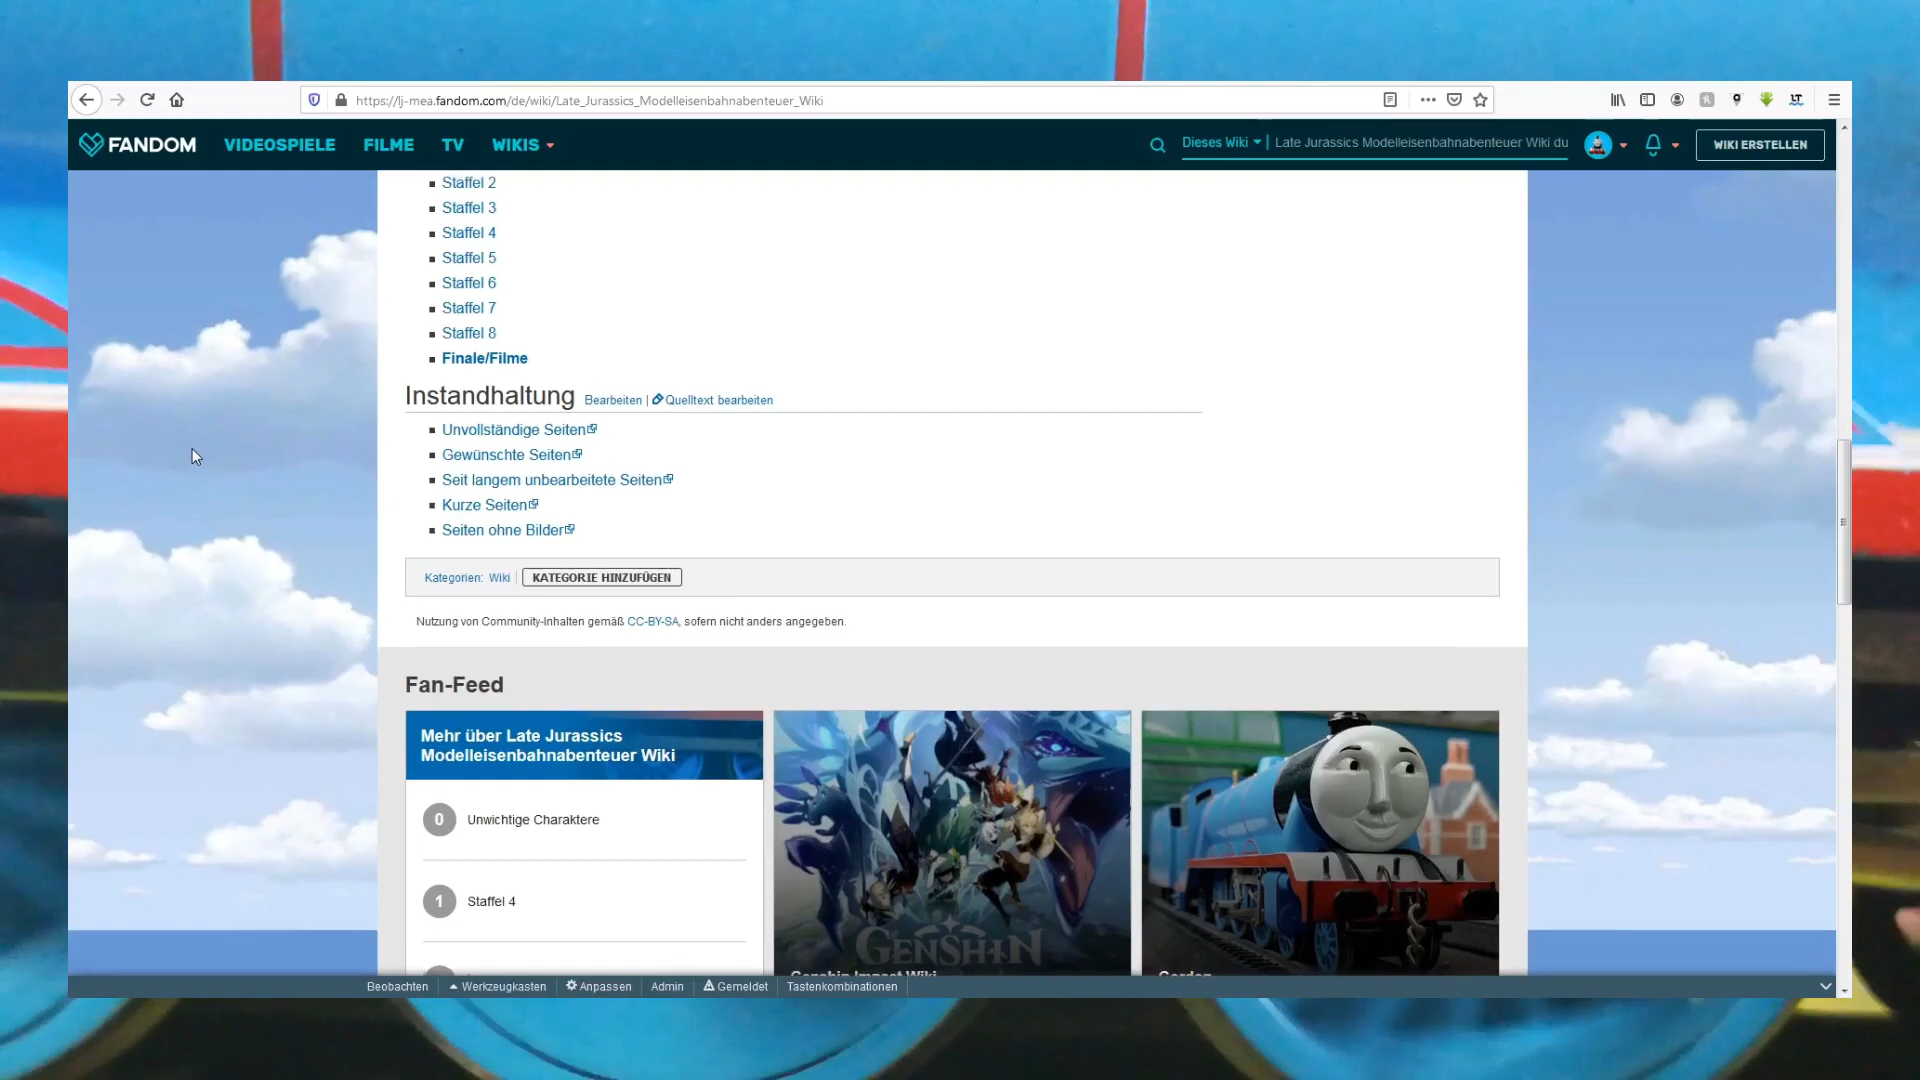 https://lj-mea.fandom.com/de/wiki/Late_Jurassics_Modelleisenbahnabenteuer_Wiki
FANDOM VIDEOSPIELE FILME TV WIKIS Dieses Wiki Late Jurassics Modelleisenbahnabenteuer Wiki du WIKI ERSTELLEN
Staffel 2
Staffel 3
Staffel 4
Staffel 5
Staffel 6
Staffel 7
Staffel 8
Finale/Filme
Instandhaltung Bearbeiten | Quelltext bearbeiten
Unvollständige Seiten
Gewünschte Seiten
Seit langem unbearbeitete Seiten
Kurze Seiten
Seiten ohne Bilder
Kategorien: Wiki KATEGORIE HINZUFÜGEN
Nutzung von Community-Inhalten gemäß CC-BY-SA, sofern nicht anders angegeben.
Fan-Feed
Mehr über Late Jurassics
Modelleisenbahnabenteuer Wiki
0 Unwichtige Charaktere
1 Staffel 4
GENSHIN
Genshin Impact Wiki
Gordon
Beobachten Werkzeugkasten Anpassen Admin Gemeldet Tastenkombinationen